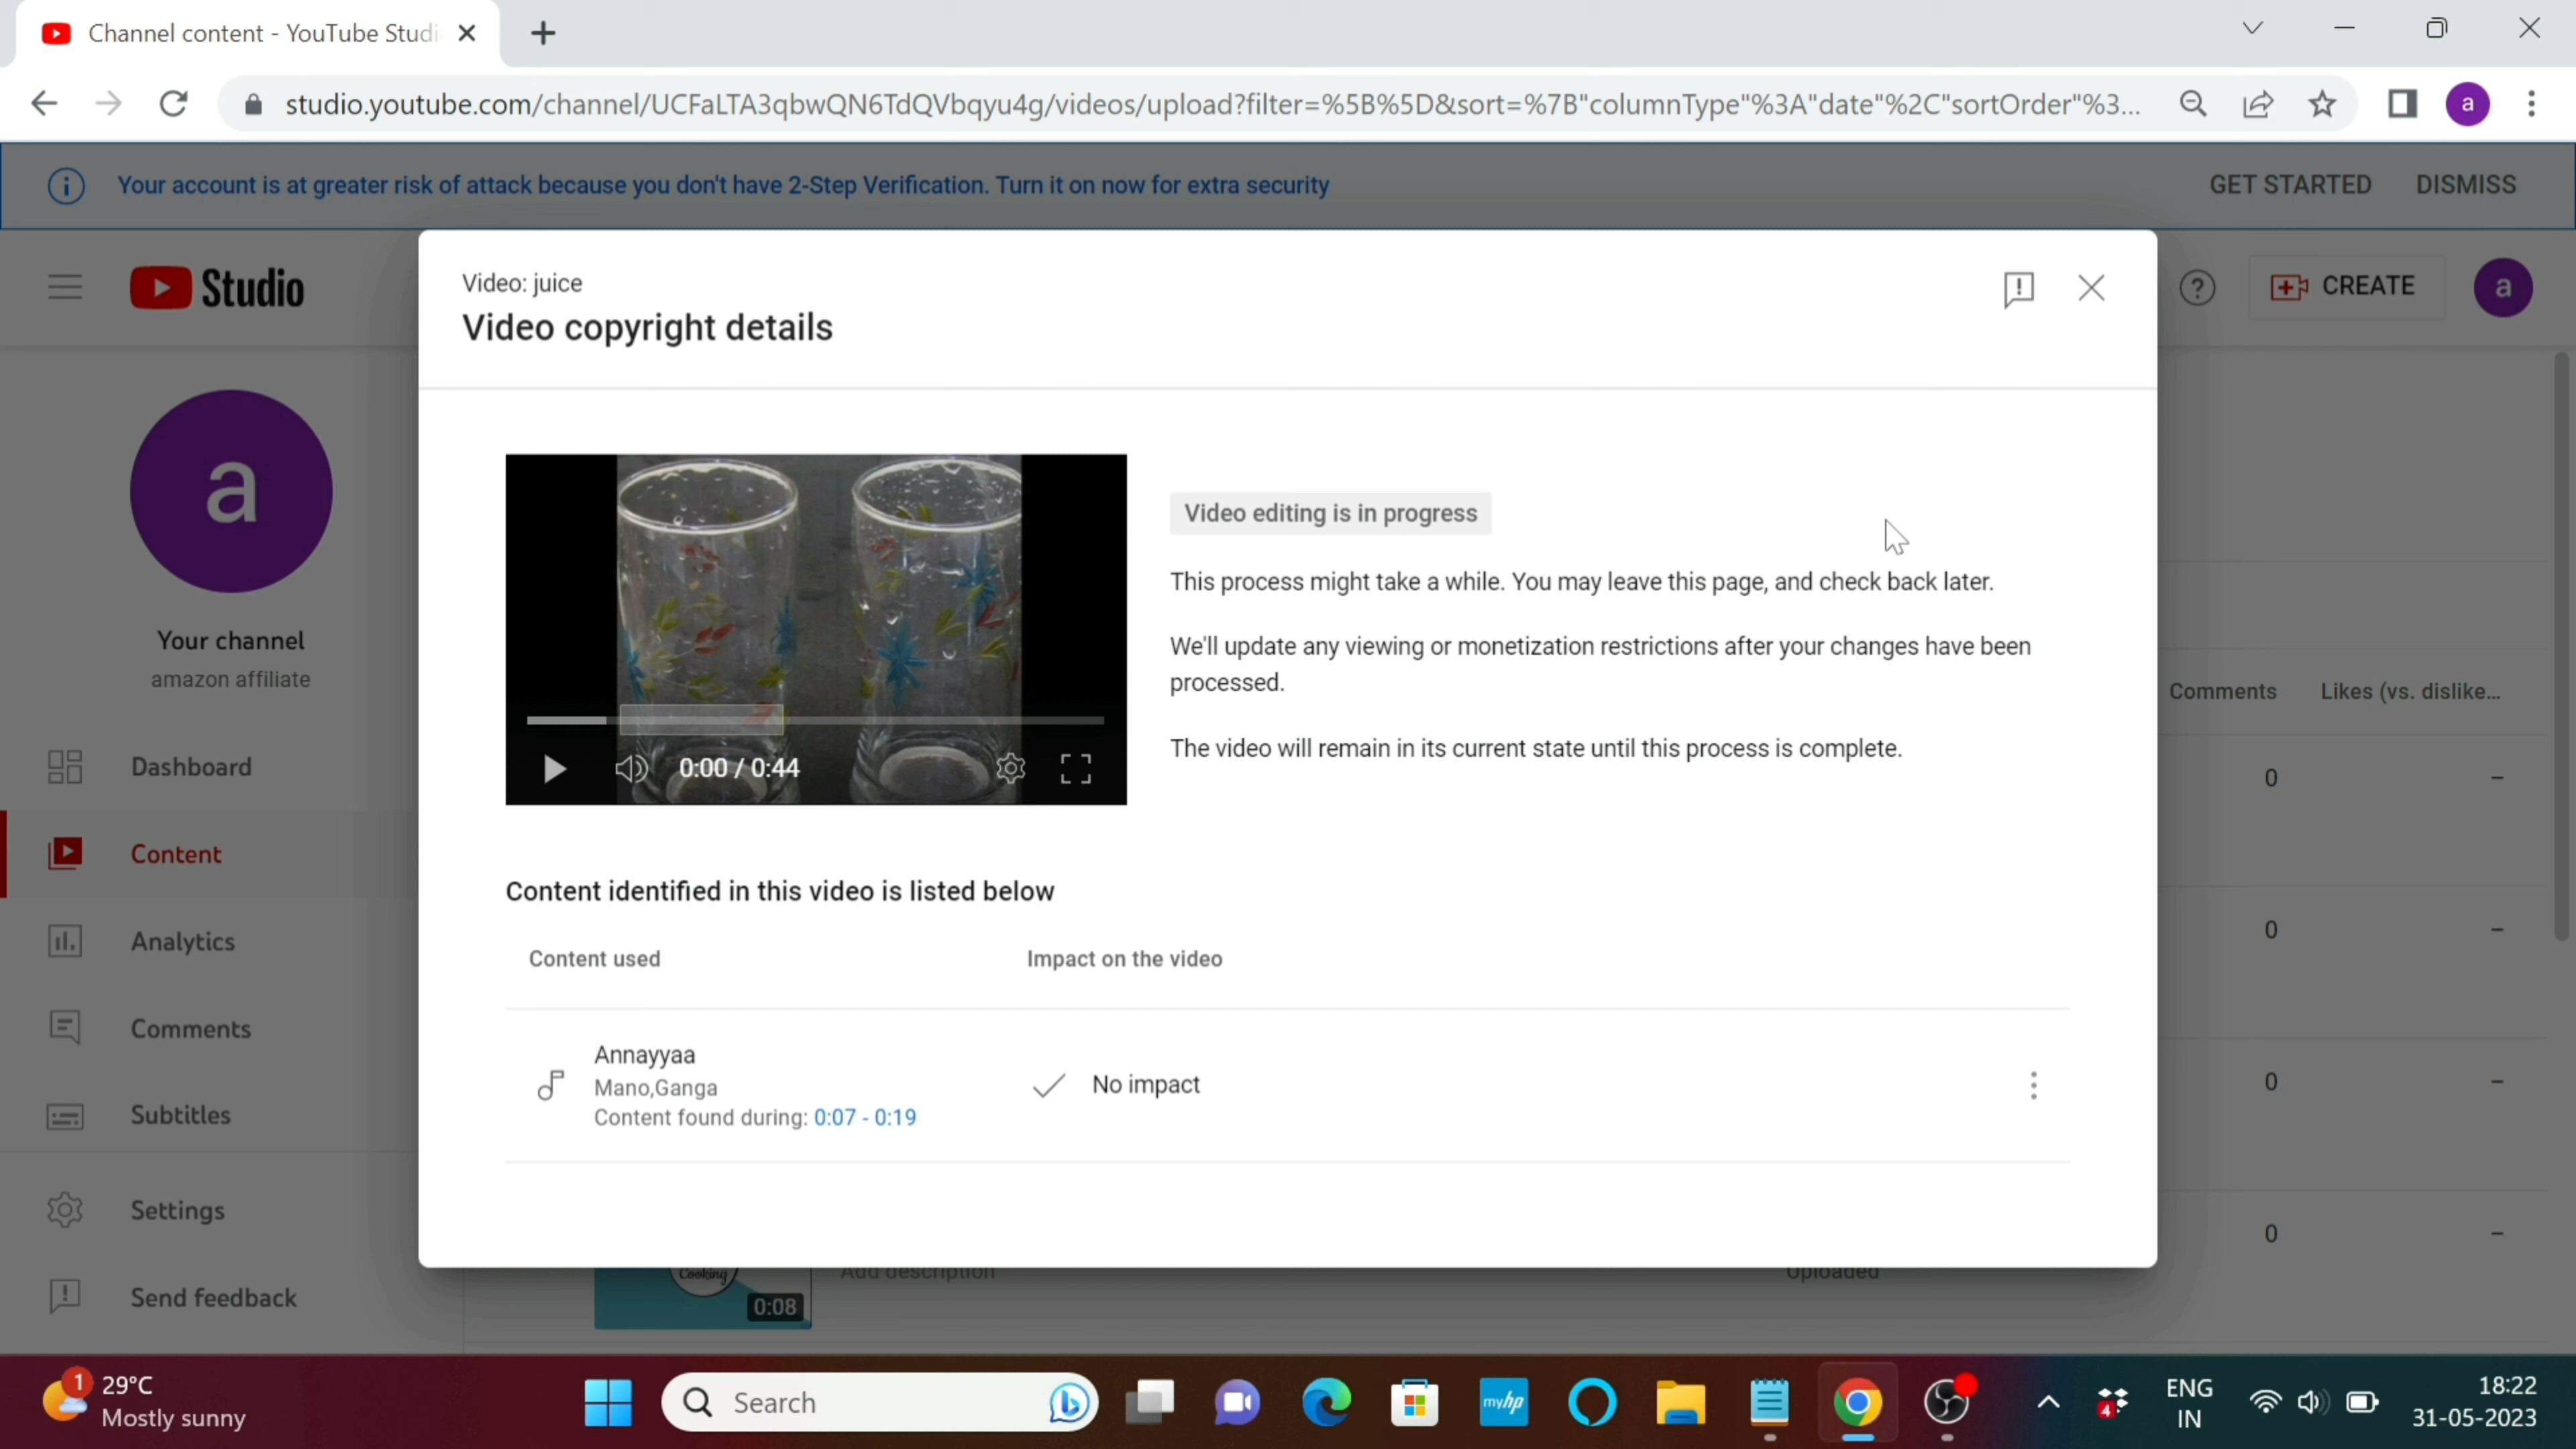 Channel content - YouTube Studi
studio.youtube.com/channel/UCFaLTA3qbwQN6TdQVbqyu4g/videos/upload?filter=%5B%5D&sort=%7B"columnType"%3A"date"%2C"sortOrder"%3...
a
Your account is at greater risk of attack because you don't have 2-Step Verification. Turn it on now for extra security
GET STARTED
DISMISS
Studio
CREATE
a
Video: juice
Video copyright details
a
Your channel
amazon affiliate
Dashboard
Content
Analytics
Comments
Subtitles
Settings
Send feedback
0:00 / 0:44
Video editing is in progress
This process might take a while. You may leave this page, and check back later.
We'll update any viewing or monetization restrictions after your changes have been
processed.
The video will remain in its current state until this process is complete.
Content identified in this video is listed below
Content used
Impact on the video
Annayyaa
Mano,Ganga
Content found during: 0:07 - 0:19
No impact
Comments
Likes (vs. dislike...
0
–
0
–
0
–
0
–
Cooking
0:08
Add description
Uploaded
1
29°C
Mostly sunny
Search
myhp
4
ENG
IN
18:22
31-05-2023